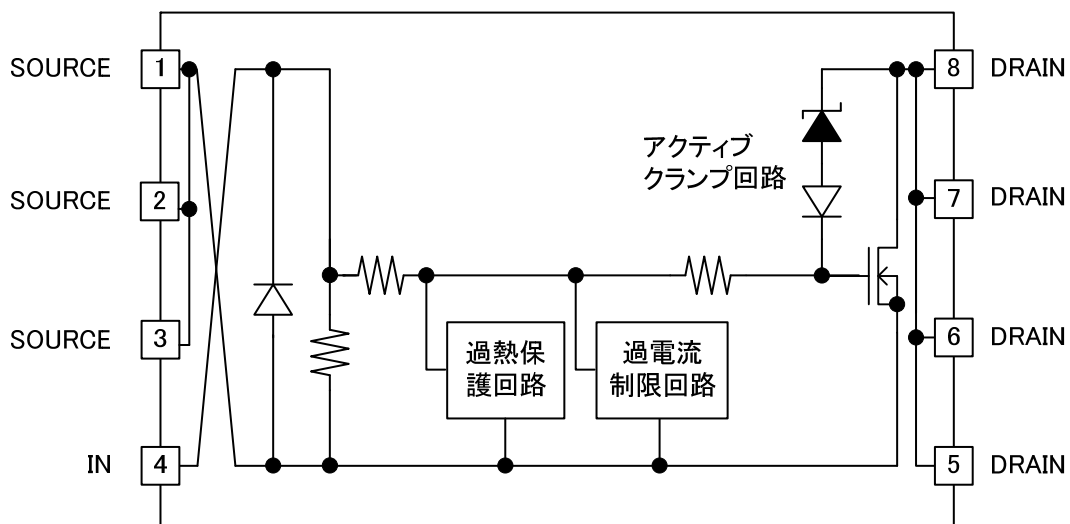 SOURCE 1
8 DRAIN
アクティブ
クランプ回路
SOURCE 2
7 DRAIN
SOURCE 3
過熱保
護回路
過電流
制限回路
6 DRAIN
IN 4
5 DRAIN